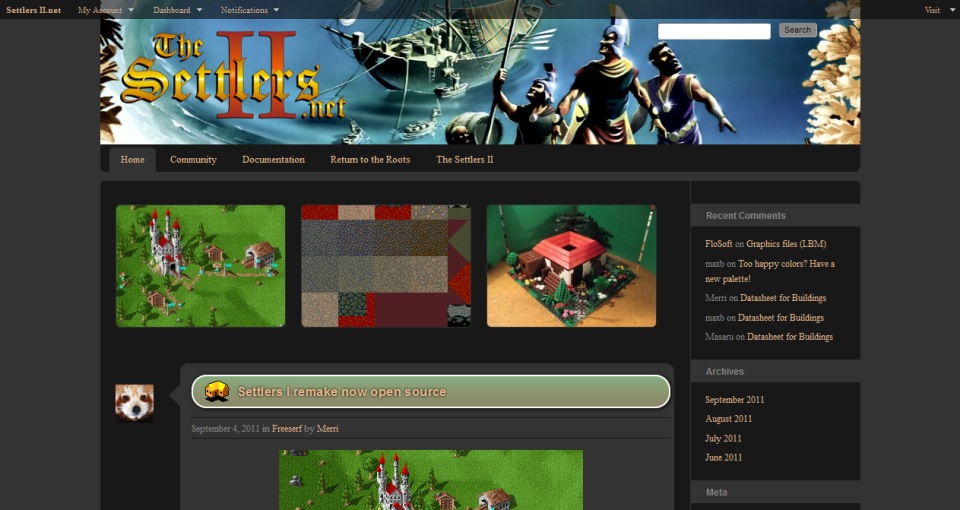 Settlers II.net My Account Dashboard Notifications Visit
Search
The
Settlers
II
.net
Home Community Documentation Return to the Roots The Settlers II
Recent Comments
FloSoft on Graphics files (LBM)
maxb on Too happy colors? Have a
new palette!
Merri on Datasheet for Buildings
maxb on Datasheet for Buildings
Masaru on Datasheet for Buildings
Archives
September 2011
August 2011
July 2011
June 2011
Meta
Settlers I remake now open source
September 4, 2011 in Freeserf by Merri